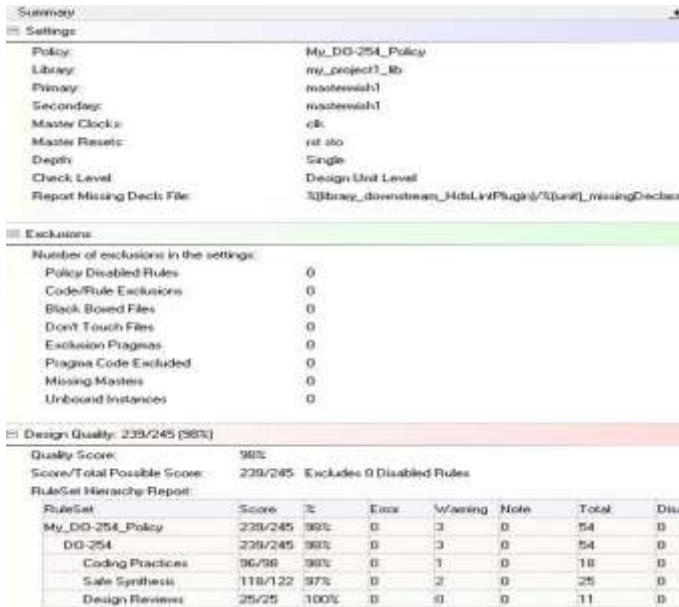 Summary
Settings
Policy: My_DO-254_Policy
Library: my_project1_lib
Primary: masterwish1
Secondary: masterwish1
Master Clocks: clk
Master Resets: rst sto
Depth: Single
Check Level: Design Unit Level
Report Missing Decls File: %(library_downstream_HdsLintPlugin)/%(unit)_missingDeclara
Exclusions
Number of exclusions in the settings:
Policy Disabled Rules 0
Code/Rule Exclusions 0
Black Boxed Files 0
Don't Touch Files 0
Exclusion Pragmas 0
Pragma Code Excluded 0
Missing Masters 0
Unbound Instances 0
Design Quality: 239/245 (98%)
Quality Score: 98%
Score/Total Possible Score: 239/245 Excludes 0 Disabled Rules
RuleSet Hierarchy Report:
RuleSet Score % Error Warning Note Total Disa
My_DO-254_Policy 239/245 98% 0 3 0 54 0
DO-254 239/245 98% 0 3 0 54 0
Coding Practices 96/98 98% 0 1 0 18 0
Safe Synthesis 118/122 97% 0 2 0 25 0
Design Reviews 25/25 100% 0 0 0 11 0